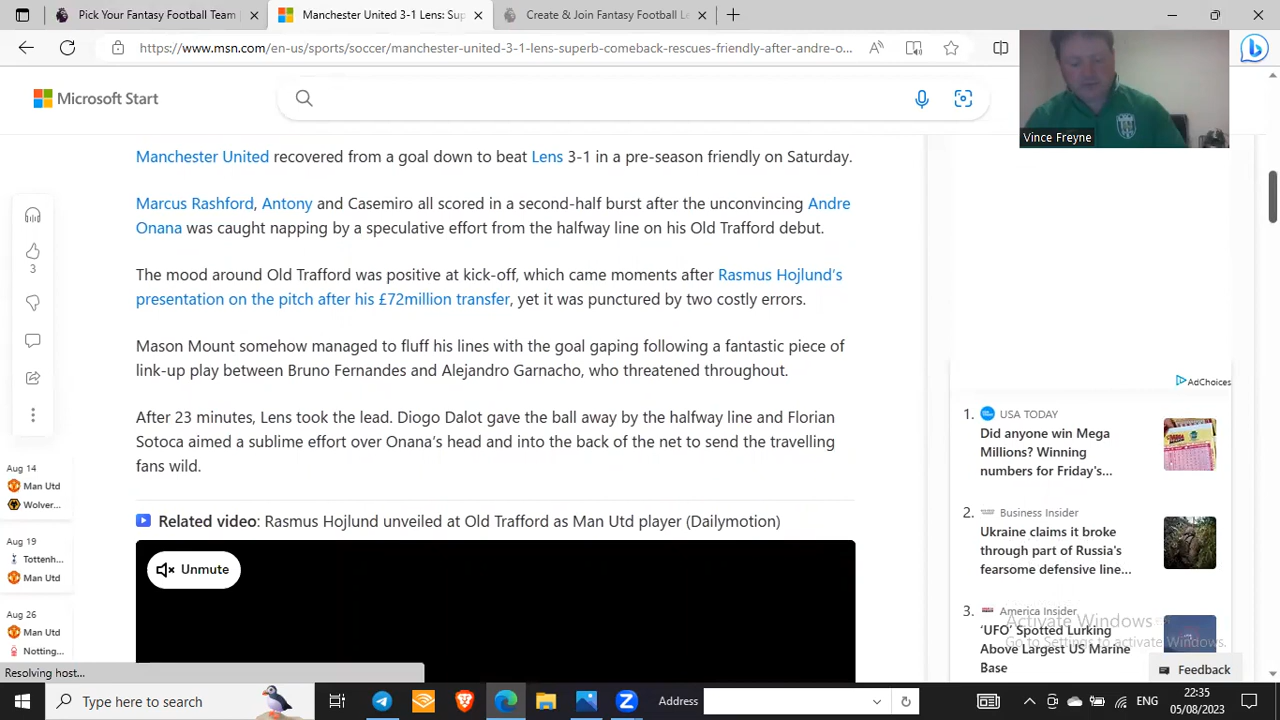 Pick Your Fantasy Football Team
Manchester United 3-1 Lens: Sup
Create & Join Fantasy Football Le
https://www.msn.com/en-us/sports/soccer/manchester-united-3-1-lens-superb-comeback-rescues-friendly-after-andre-o...
Microsoft Start
Vince Freyne
Manchester United recovered from a goal down to beat Lens 3-1 in a pre-season friendly on Saturday.
Marcus Rashford, Antony and Casemiro all scored in a second-half burst after the unconvincing Andre
Onana was caught napping by a speculative effort from the halfway line on his Old Trafford debut.
The mood around Old Trafford was positive at kick-off, which came moments after Rasmus Hojlund's
presentation on the pitch after his £72million transfer, yet it was punctured by two costly errors.
Mason Mount somehow managed to fluff his lines with the goal gaping following a fantastic piece of
link-up play between Bruno Fernandes and Alejandro Garnacho, who threatened throughout.
After 23 minutes, Lens took the lead. Diogo Dalot gave the ball away by the halfway line and Florian
Sotoca aimed a sublime effort over Onana's head and into the back of the net to send the travelling
fans wild.
Related video: Rasmus Hojlund unveiled at Old Trafford as Man Utd player (Dailymotion)
Unmute
3
Aug 14
Man Utd
Wolver...
Aug 19
Tottenh...
Man Utd
Aug 26
Man Utd
Notting...
AdChoices
1. USA TODAY
Did anyone win Mega
Millions? Winning
numbers for Friday's...
2. Business Insider
Ukraine claims it broke
through part of Russia's
fearsome defensive line...
3. America Insider
'UFO' Spotted Lurking
Above Largest US Marine
Base
Activate Windows
Go to Settings to activate Windows.
Feedback
Resolving host...
Type here to search
Address
ENG
22:35
05/08/2023